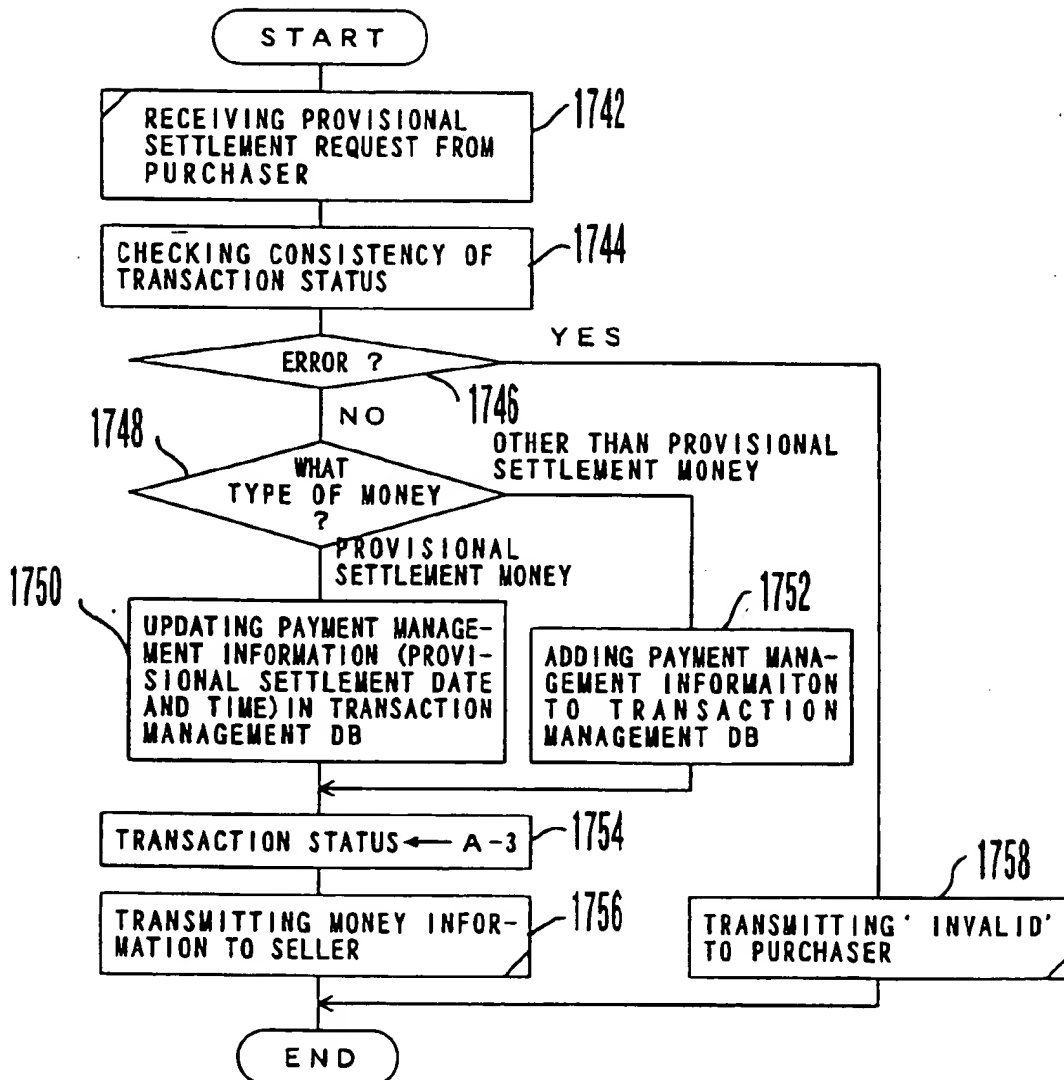 START
RECEIVING PROVISIONAL
SETTLEMENT REQUEST FROM
PURCHASER
1742
CHECKING CONSISTENCY OF
TRANSACTION STATUS
1744
ERROR ?
YES
1746
NO
1748
WHAT
TYPE OF MONEY
?
OTHER THAN PROVISIONAL
SETTLEMENT MONEY
PROVISIONAL
SETTLEMENT MONEY
1750
UPDATING PAYMENT MANAGE-
MENT INFORMATION (PROVI-
SIONAL SETTLEMENT DATE
AND TIME) IN TRANSACTION
MANAGEMENT DB
1752
ADDING PAYMENT MANA-
GEMENT INFORMAITON
TO TRANSACTION
MANAGEMENT DB
TRANSACTION STATUS ← A-3
1754
TRANSMITTING MONEY INFOR-
MATION TO SELLER
1756
1758
TRANSMITTING' INVALID'
TO PURCHASER
END